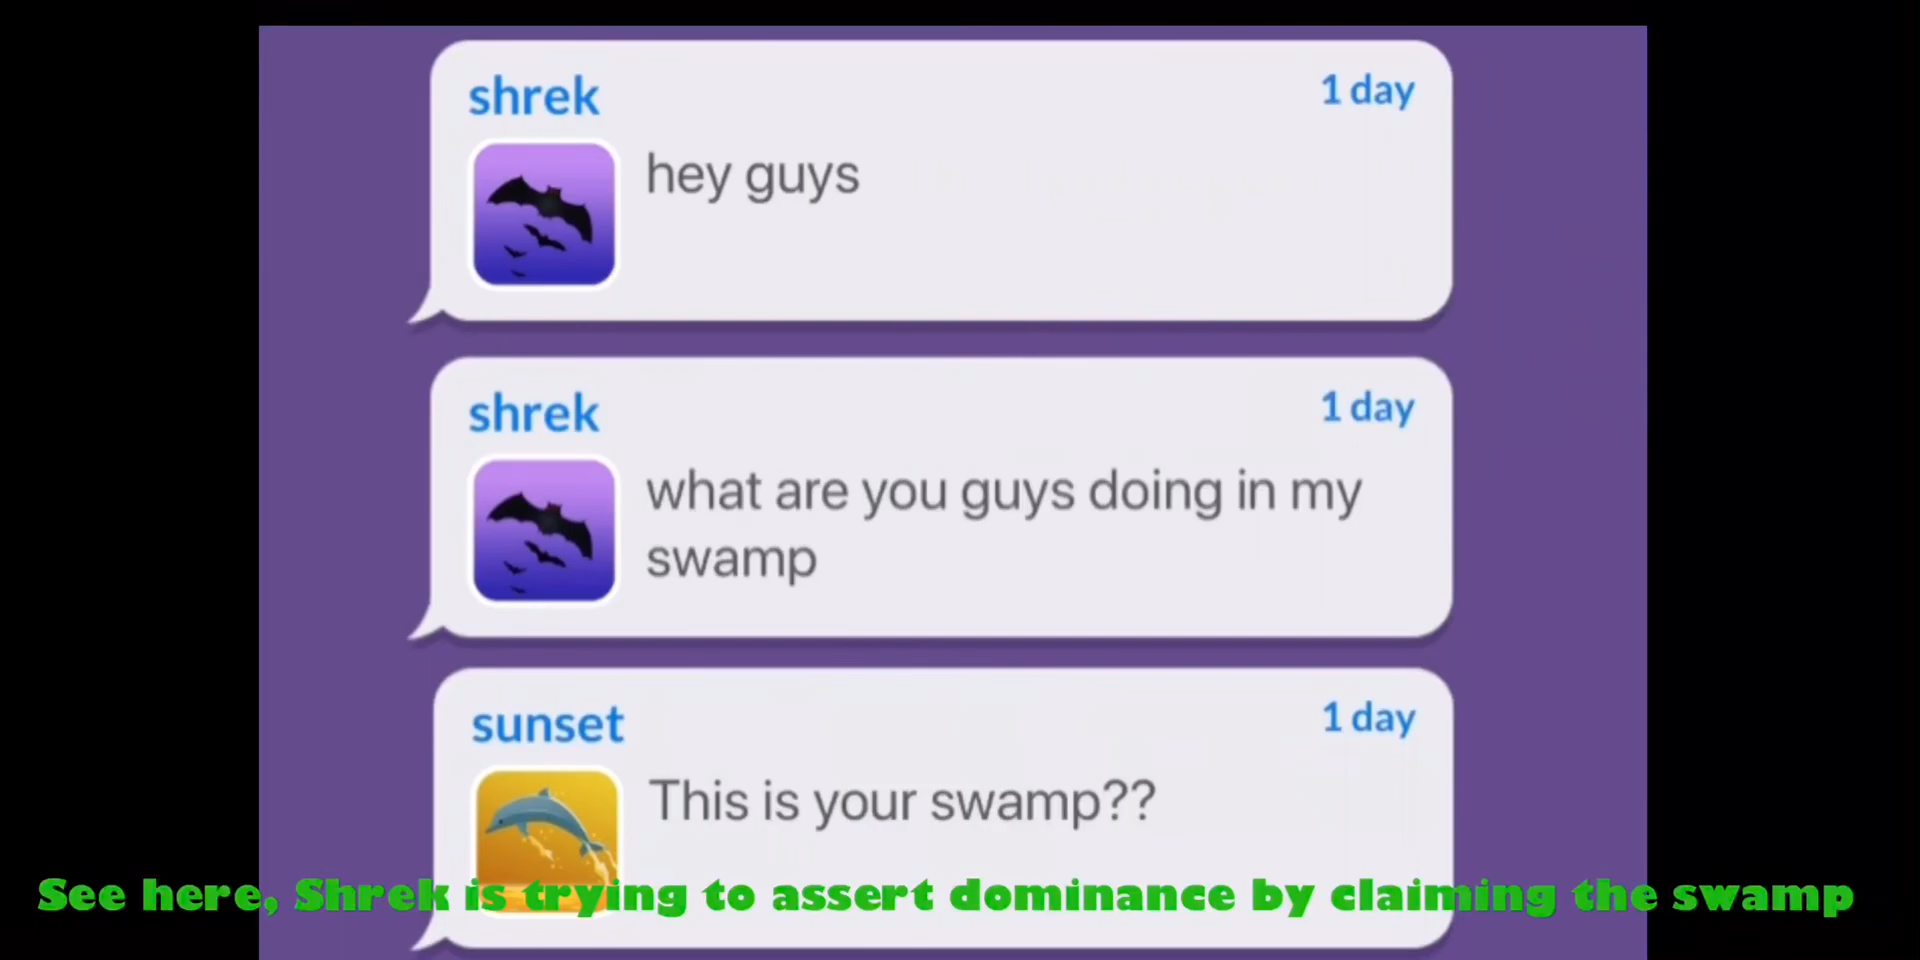 shrek 1 day
hey guys
shrek 1 day
what are you guys doing in my
swamp
sunset 1 day
This is your swamp??
See here, Shrek is trying to assert dominance by claiming the swamp